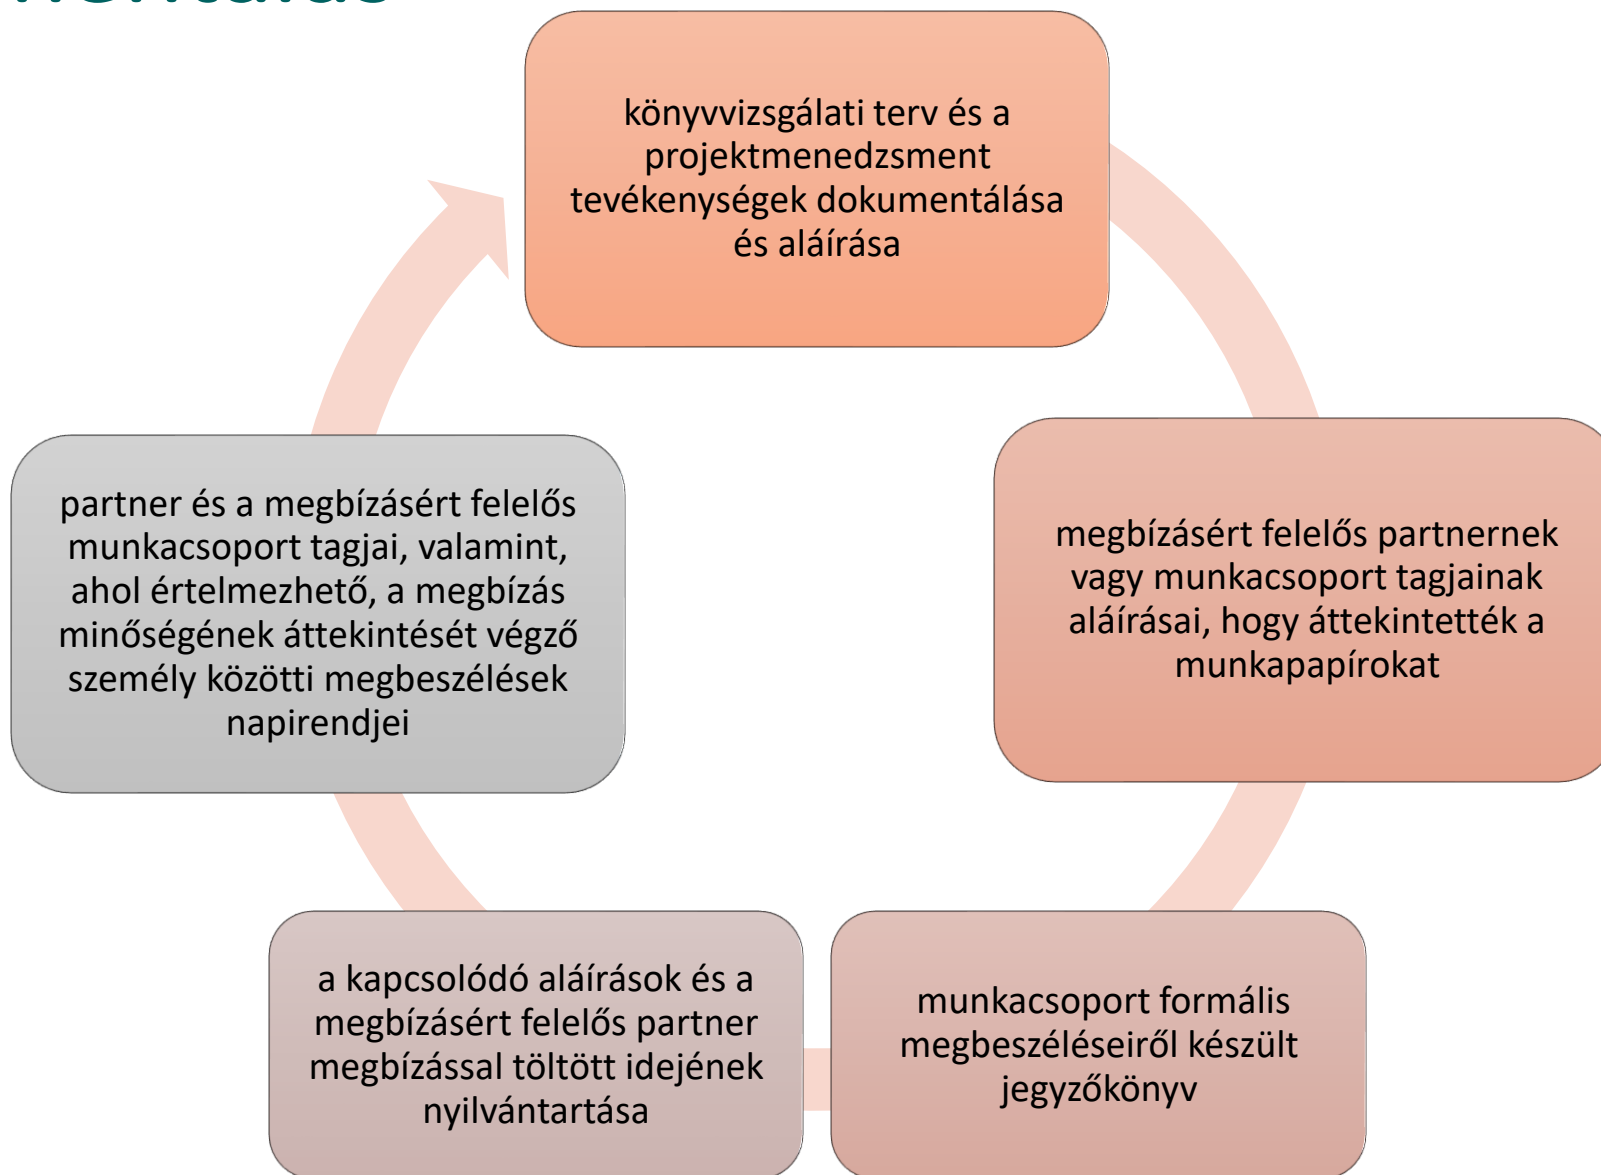 könyvvizsgálati terv és a
projektmenedzsment
tevékenységek dokumentálása
és aláírása
megbízásért felelős partnernek
vagy munkacsoport tagjainak
aláírásai, hogy áttekintették a
munkapapírokat
munkacsoport formális
megbeszéléseiről készült
jegyzőkönyv
a kapcsolódó aláírások és a
megbízásért felelős partner
megbízással töltött idejének
nyilvántartása
partner és a megbízásért felelős
munkacsoport tagjai, valamint,
ahol értelmezhető, a megbízás
minőségének áttekintését végző
személy közötti megbeszélések
napirendjei